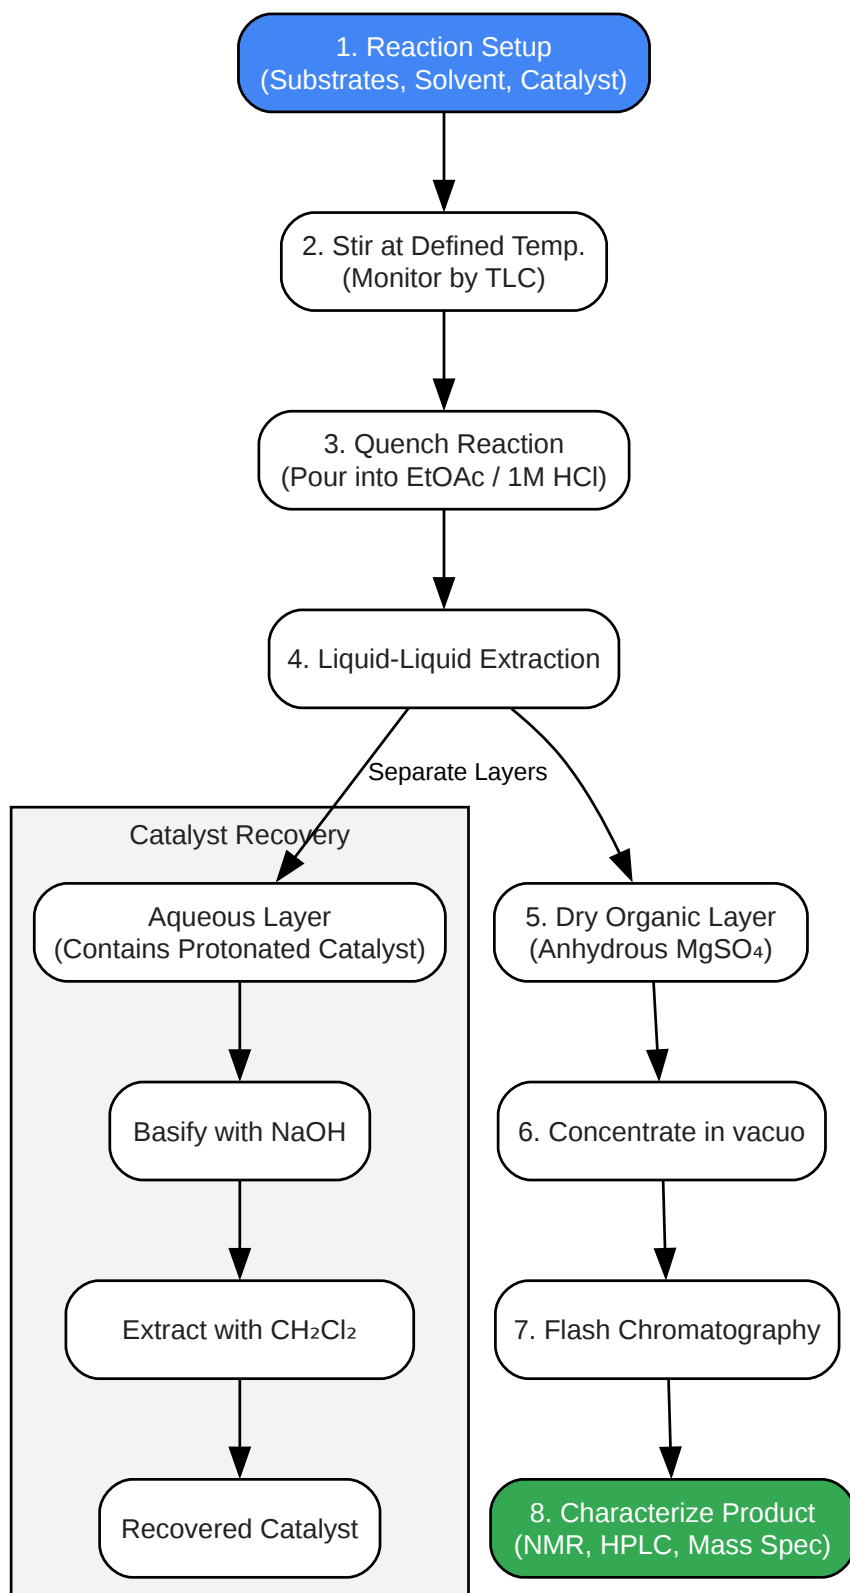 1. Reaction Setup
(Substrates, Solvent, Catalyst)
2. Stir at Defined Temp.
(Monitor by TLC)
3. Quench Reaction
(Pour into EtOAc / 1M HCl)
4. Liquid-Liquid Extraction
Separate Layers
Catalyst Recovery
Aqueous Layer
(Contains Protonated Catalyst)
Basify with NaOH
Extract with CH₂Cl₂
Recovered Catalyst
5. Dry Organic Layer
(Anhydrous MgSO₄)
6. Concentrate in vacuo
7. Flash Chromatography
8. Characterize Product
(NMR, HPLC, Mass Spec)